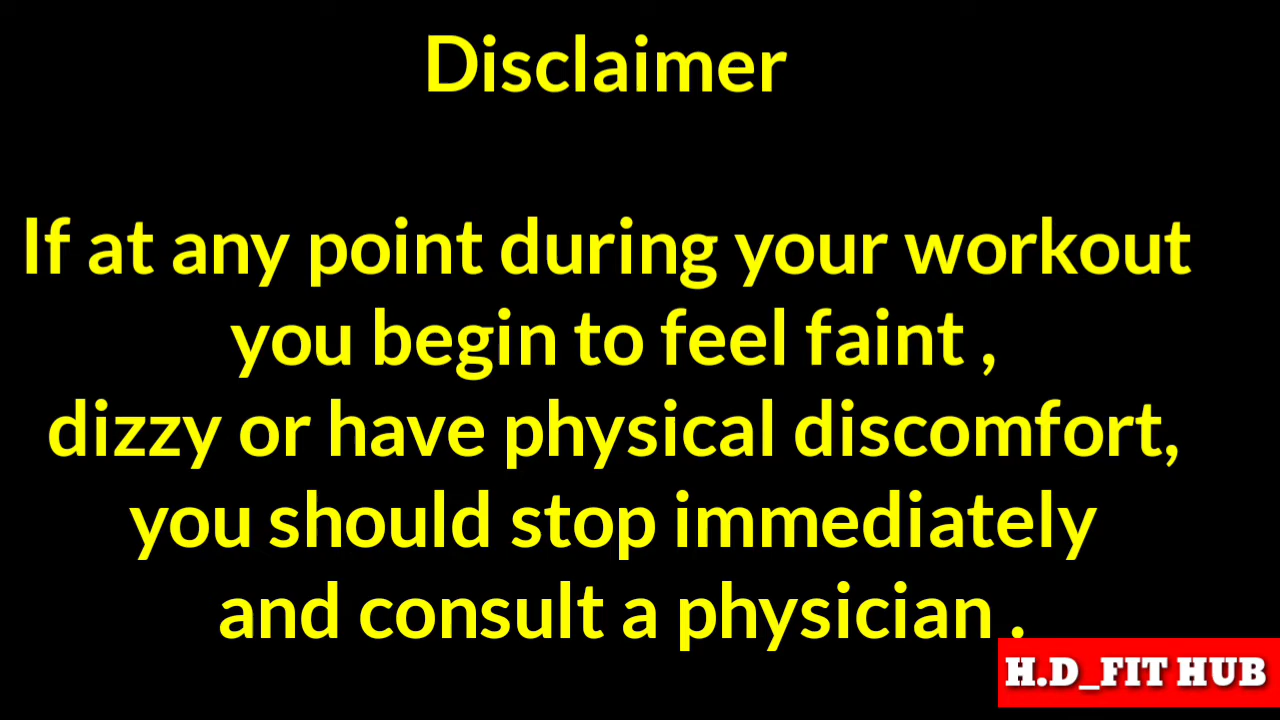 Disclaimer
If at any point during your workout
you begin to feel faint ,
dizzy or have physical discomfort,
you should stop immediately
and consult a physician .
H.D_FIT HUB